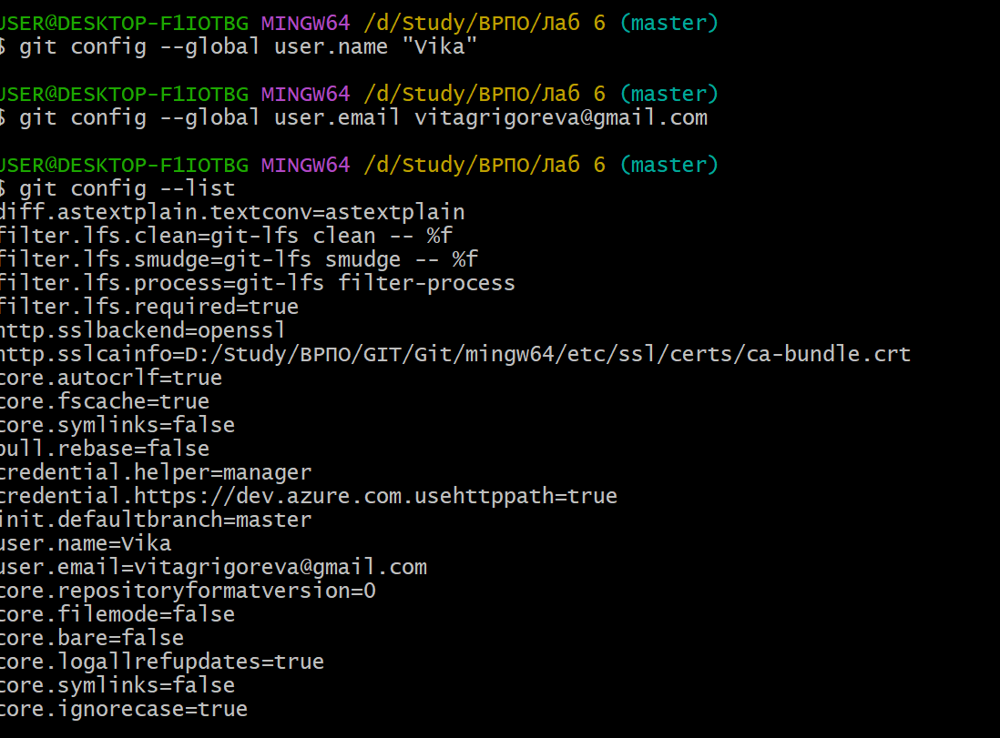 USER@DESKTOP-F1IOTBG MINGW64 /d/Study/ВРПО/Лаб 6 (master)
$ git config --global user.name "Vika"
USER@DESKTOP-F1IOTBG MINGW64 /d/Study/ВРПО/Лаб 6 (master)
$ git config --global user.email vitagrigoreva@gmail.com
USER@DESKTOP-F1IOTBG MINGW64 /d/Study/ВРПО/Лаб 6 (master)
$ git config --list
diff.astextplain.textconv=astextplain
filter.lfs.clean=git-lfs clean -- %f
filter.lfs.smudge=git-lfs smudge -- %f
filter.lfs.process=git-lfs filter-process
filter.lfs.required=true
http.sslbackend=openssl
http.sslcainfo=D:/Study/ВРПО/GIT/Git/mingw64/etc/ssl/certs/ca-bundle.crt
core.autocrlf=true
core.fscache=true
core.symlinks=false
pull.rebase=false
credential.helper=manager
credential.https://dev.azure.com.usehttppath=true
init.defaultbranch=master
user.name=Vika
user.email=vitagrigoreva@gmail.com
core.repositoryformatversion=0
core.filemode=false
core.bare=false
core.logallrefupdates=true
core.symlinks=false
core.ignorecase=true